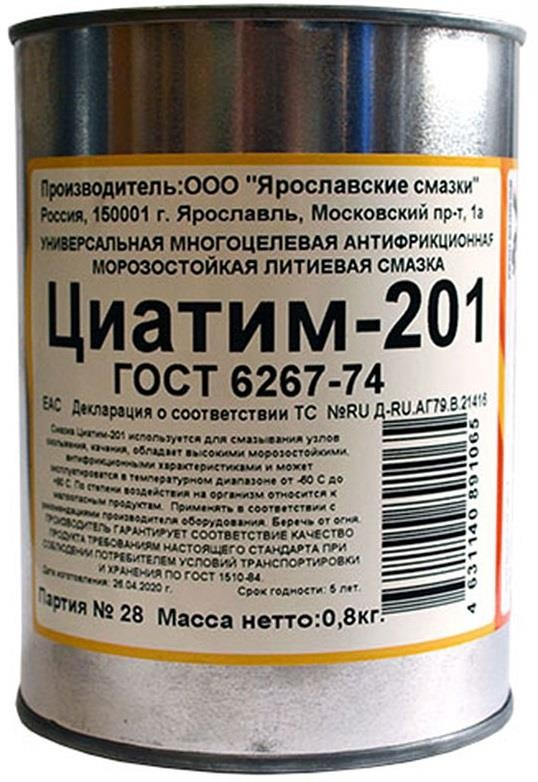 Производитель:ООО "Ярославские смазки"
Россия, 150001 г. Ярославль, Московский пр-т, 1а
УНИВЕРСАЛЬНАЯ МНОГОЦЕЛЕВАЯ АНТИФРИКЦИОННАЯ
МОРОЗОСТОЙКАЯ ЛИТИЕВАЯ СМАЗКА
Циатим-201
ГОСТ 6267-74
ЕАС Декларация о соответствии ТС №RU Д-RU.АГ79.В.21416
Смазка Циатим-201 используется для смазывания узлов
скольжения, качания, обладает высокими морозостойкими,
антифрикционными характеристиками и может
эксплуатироватся в температурном диапазоне от -60 С до
+90 С. По степени воздействия на организм относится к
малоопасным продуктам. Применять в соответствии с
рекомендациями производителя оборудования. Беречь от огня.
ПРОИЗВОДИТЕЛЬ ГАРАНТИРУЕТ СООТВЕТСТВИЕ КАЧЕСТВО
ПРОДУКТА ТРЕБОВАНИЯМ НАСТОЯЩЕГО СТАНДАРТА ПРИ
СОБЛЮДЕНИИ ПОТРЕБИТЕЛЕМ УСЛОВИЙ ТРАНСПОРТИРОВКИ
И ХРАНЕНИЯ ПО ГОСТ 1510-84.
Дата изготовления: 26.04.2020 г. Срок годности: 5 лет.
Партия № 28 Масса нетто:0,8кг.
4 631140 891065